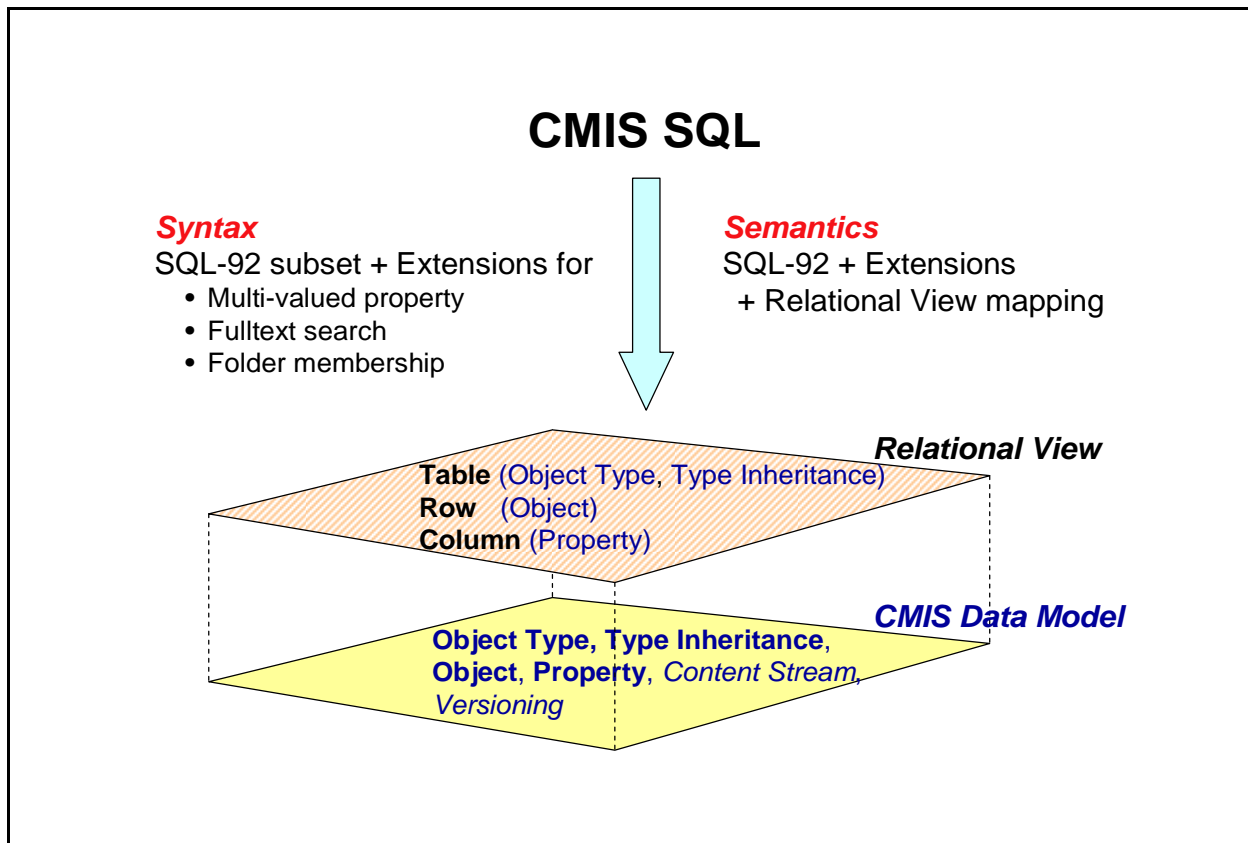 CMIS SQL
Syntax
SQL-92 subset + Extensions for
• Multi-valued property
• Fulltext search
• Folder membership
Semantics
SQL-92 + Extensions
+ Relational View mapping
Relational View
Table (Object Type, Type Inheritance)
Row (Object)
Column (Property)
CMIS Data Model
Object Type, Type Inheritance,
Object, Property, Content Stream,
Versioning